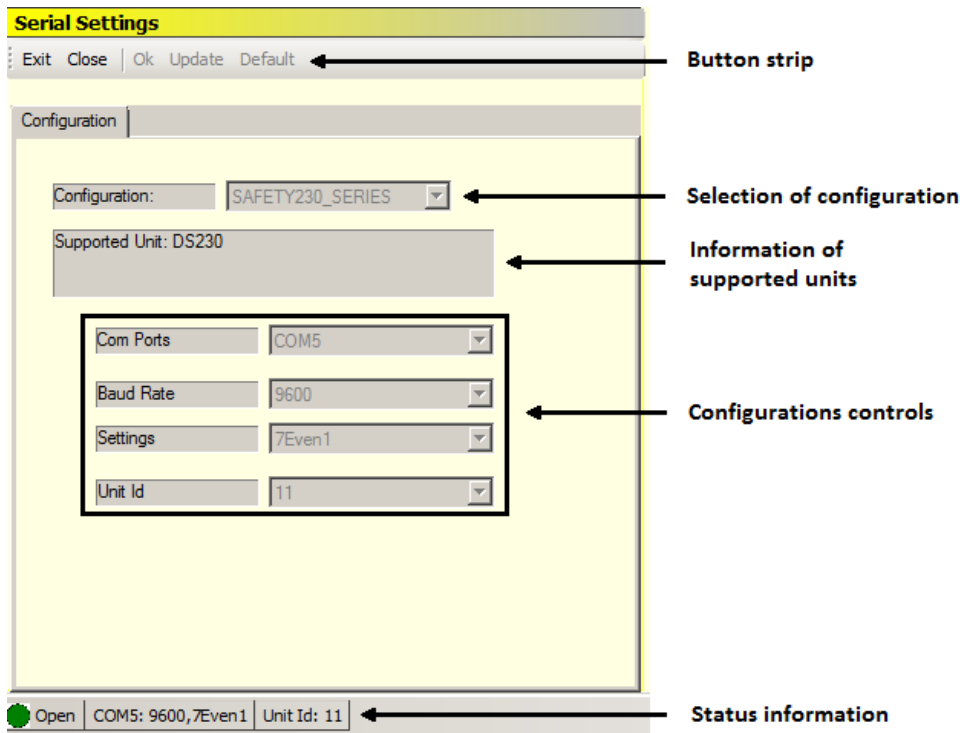 Serial Settings
Exit Close Ok Update Default
Button strip
Configuration
Configuration: SAFETY230_SERIES
Selection of configuration
Supported Unit: DS230
Information of
supported units
Com Ports COM5
Baud Rate 9600
Configurations controls
Settings 7Even1
Unit Id 11
Open COM5: 9600,7Even1 Unit Id: 11
Status information